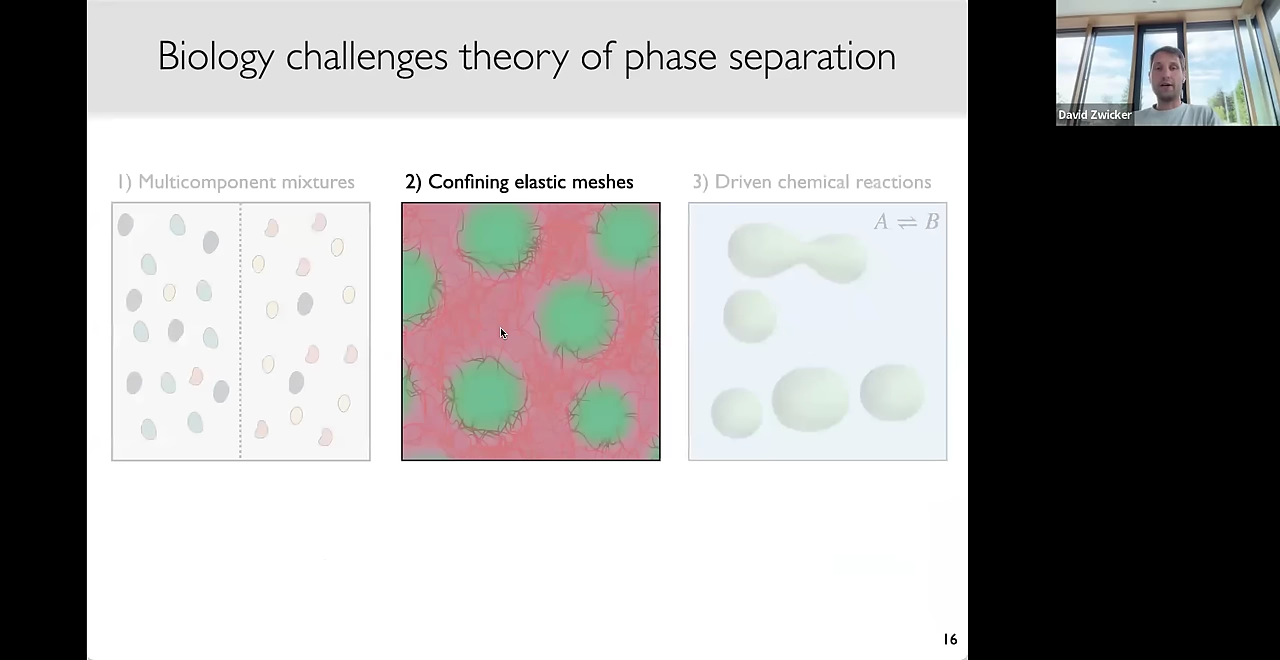 Biology challenges theory of phase separation
David Zwicker
1) Multicomponent mixtures
2) Confining elastic meshes
3) Driven chemical reactions
A ⇌ B
16